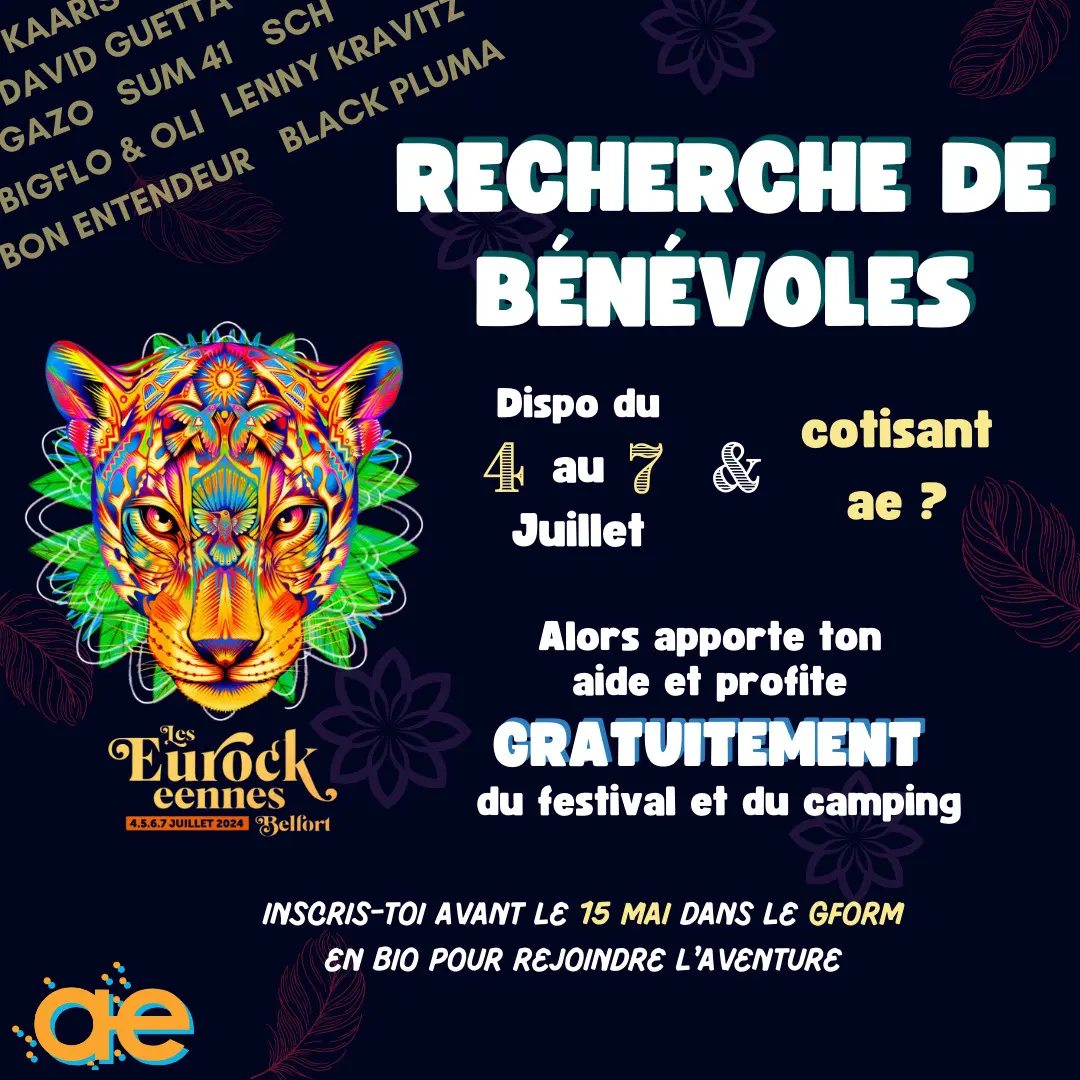 KAARIS
DAVID GUETTA SCH
GAZO SUM 41 LENNY KRAVITZ
BIGFLO & OLI BLACK PLUMA
BON ENTENDEUR
RECHERCHE DE
BÉNÉVOLES
Dispo du
4 au 7
Juillet
&
cotisant
ae ?
Alors apporte ton
aide et profite
GRATUITEMENT
du festival et du camping
Les
Eurock
eennes
4.5.6.7 JUILLET 2024 Belfort
INSCRIS-TOI AVANT LE 15 MAI DANS LE GFORM
EN BIO POUR REJOINDRE L'AVENTURE
ae